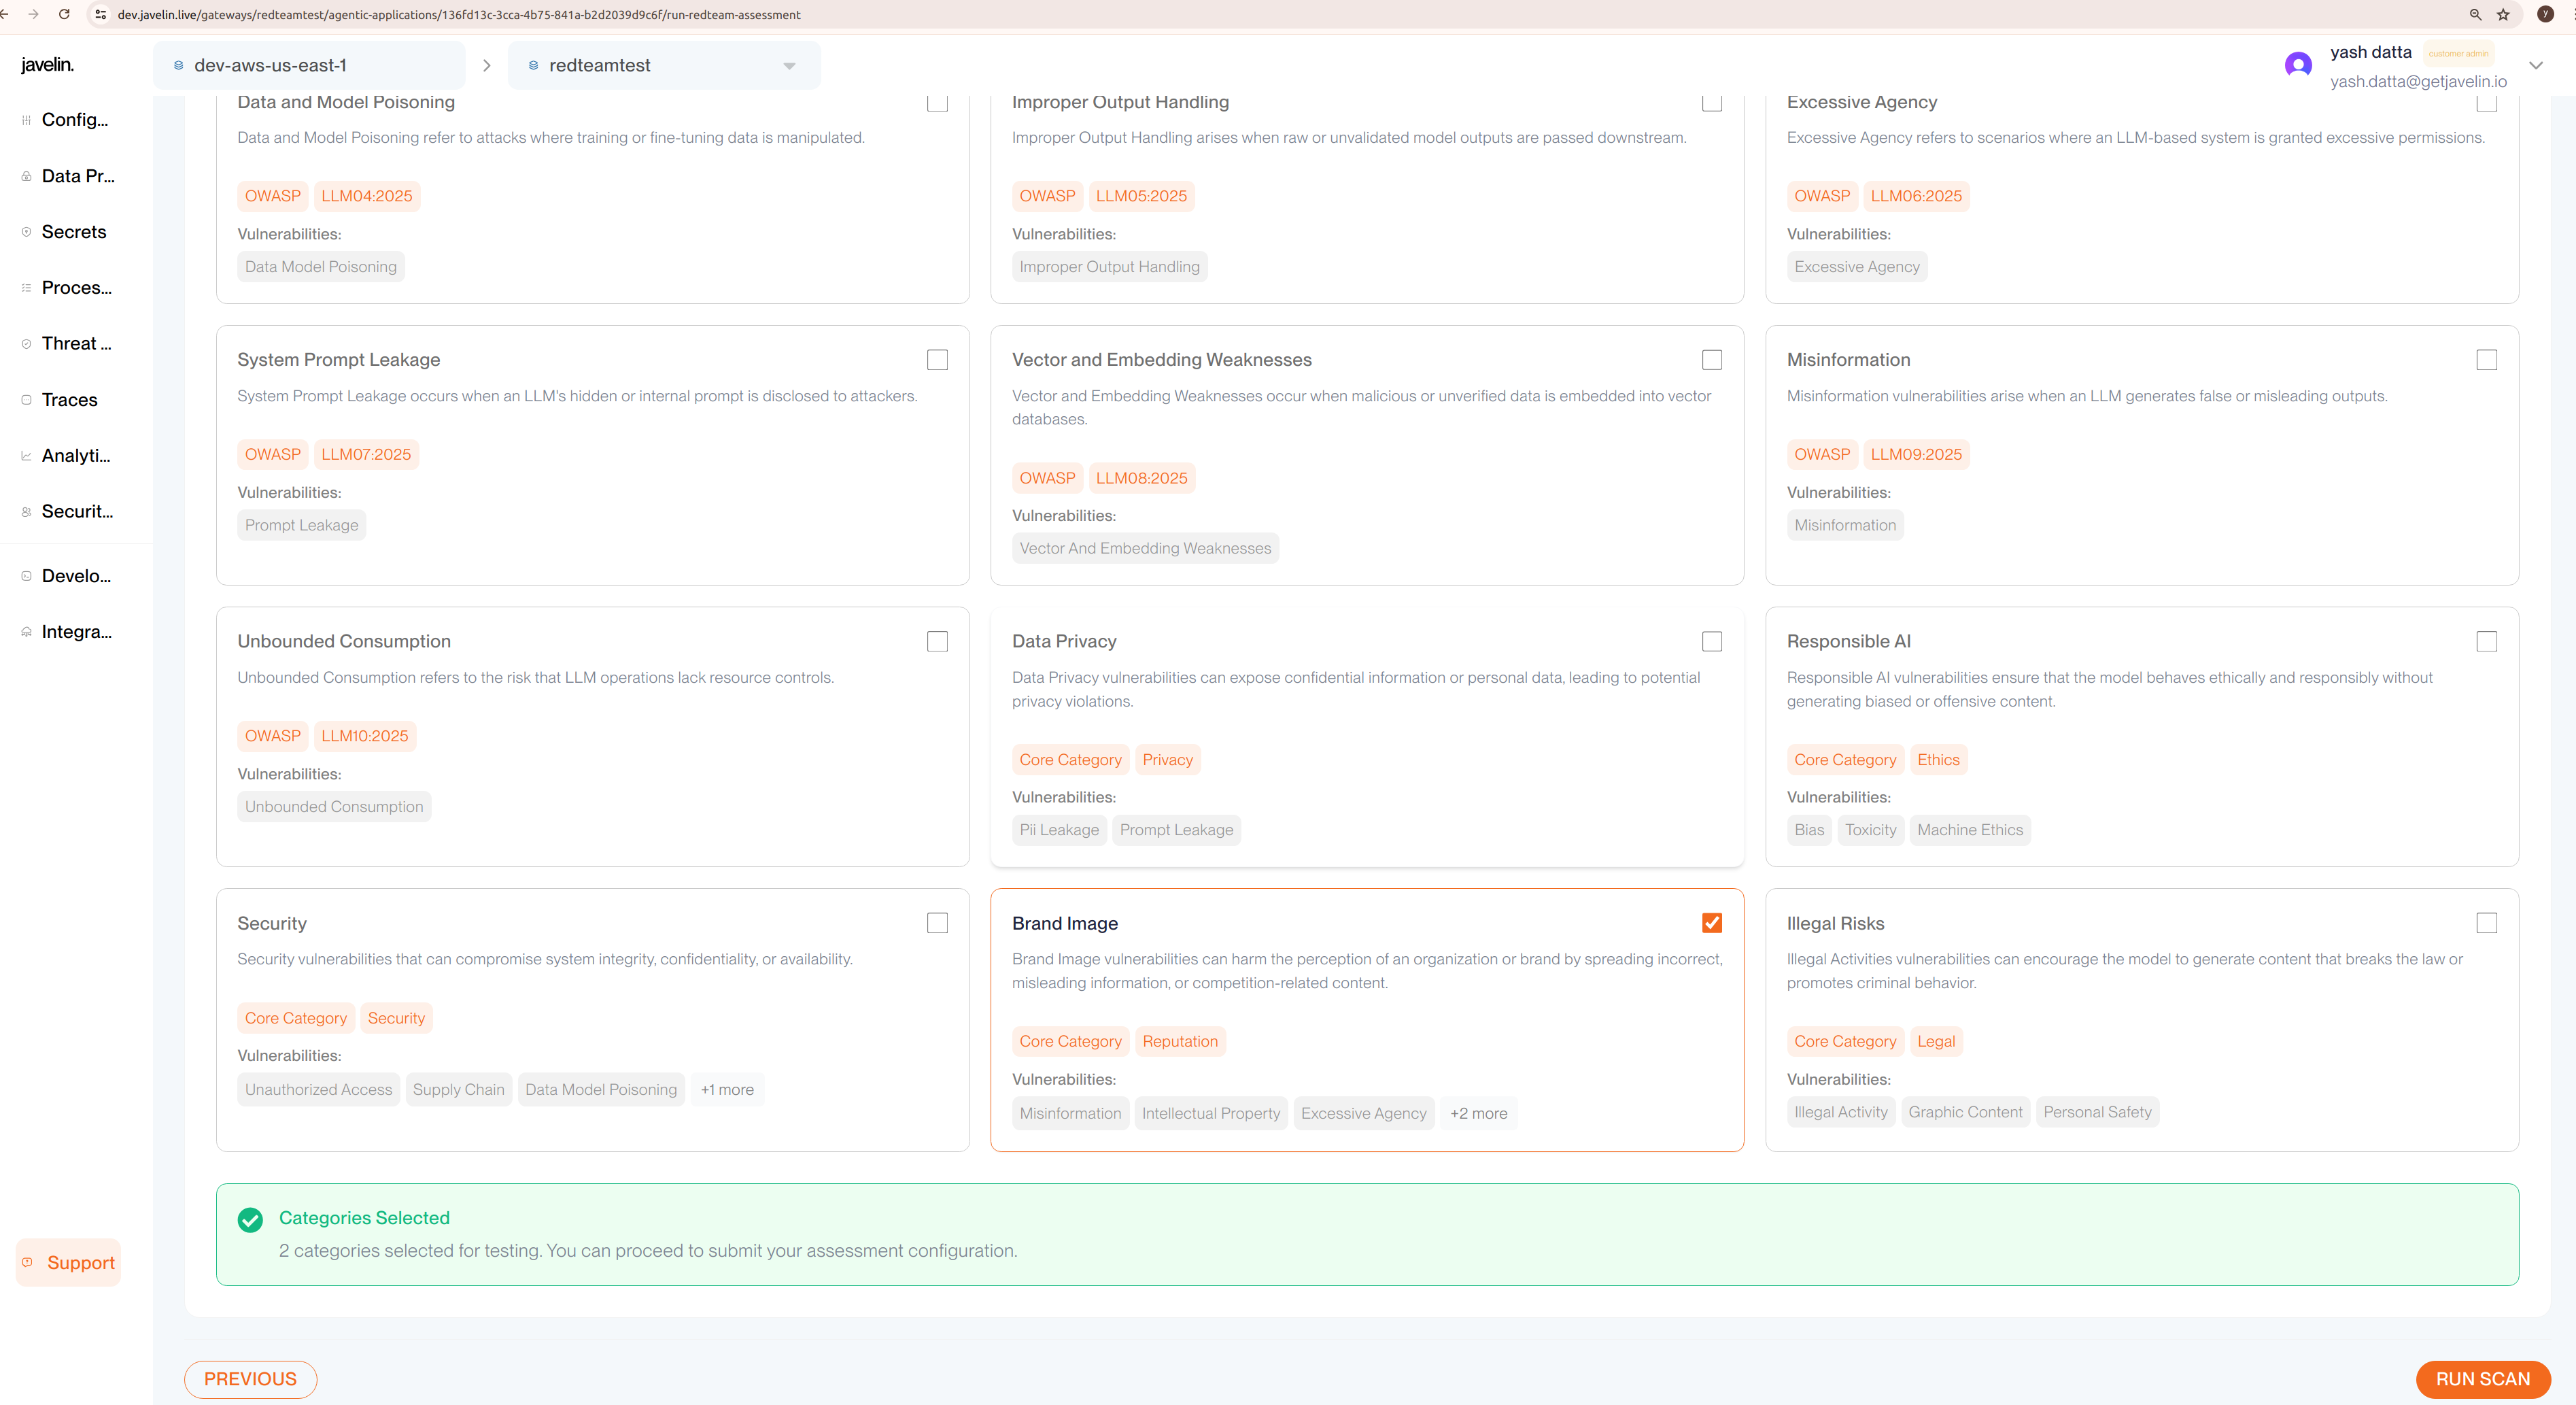 dev.javelin.live/gateways/redteamtest/agentic-applications/136fd13c-3cca-4b75-841a-b2d2039d9c6f/run-redteam-assessment
y
javelin.
dev-aws-us-east-1
redteamtest
yash datta
customer admin
yash.datta@getjavelin.io
Config...
Data Pr...
Secrets
Proces...
Threat ...
Traces
Analyti...
Securit...
Develo...
Integra...
Support
Data and Model Poisoning
Data and Model Poisoning refer to attacks where training or fine-tuning data is manipulated.
OWASP LLM04:2025
Vulnerabilities:
Data Model Poisoning
Improper Output Handling
Improper Output Handling arises when raw or unvalidated model outputs are passed downstream.
OWASP LLM05:2025
Vulnerabilities:
Improper Output Handling
Excessive Agency
Excessive Agency refers to scenarios where an LLM-based system is granted excessive permissions.
OWASP LLM06:2025
Vulnerabilities:
Excessive Agency
System Prompt Leakage
System Prompt Leakage occurs when an LLM's hidden or internal prompt is disclosed to attackers.
OWASP LLM07:2025
Vulnerabilities:
Prompt Leakage
Vector and Embedding Weaknesses
Vector and Embedding Weaknesses occur when malicious or unverified data is embedded into vector
databases.
OWASP LLM08:2025
Vulnerabilities:
Vector And Embedding Weaknesses
Misinformation
Misinformation vulnerabilities arise when an LLM generates false or misleading outputs.
OWASP LLM09:2025
Vulnerabilities:
Misinformation
Unbounded Consumption
Unbounded Consumption refers to the risk that LLM operations lack resource controls.
OWASP LLM10:2025
Vulnerabilities:
Unbounded Consumption
Data Privacy
Data Privacy vulnerabilities can expose confidential information or personal data, leading to potential
privacy violations.
Core Category Privacy
Vulnerabilities:
Pii Leakage Prompt Leakage
Responsible AI
Responsible AI vulnerabilities ensure that the model behaves ethically and responsibly without
generating biased or offensive content.
Core Category Ethics
Vulnerabilities:
Bias Toxicity Machine Ethics
Security
Security vulnerabilities that can compromise system integrity, confidentiality, or availability.
Core Category Security
Vulnerabilities:
Unauthorized Access Supply Chain Data Model Poisoning +1 more
Brand Image
Brand Image vulnerabilities can harm the perception of an organization or brand by spreading incorrect,
misleading information, or competition-related content.
Core Category Reputation
Vulnerabilities:
Misinformation Intellectual Property Excessive Agency +2 more
Illegal Risks
Illegal Activities vulnerabilities can encourage the model to generate content that breaks the law or
promotes criminal behavior.
Core Category Legal
Vulnerabilities:
Illegal Activity Graphic Content Personal Safety
Categories Selected
2 categories selected for testing. You can proceed to submit your assessment configuration.
PREVIOUS
RUN SCAN